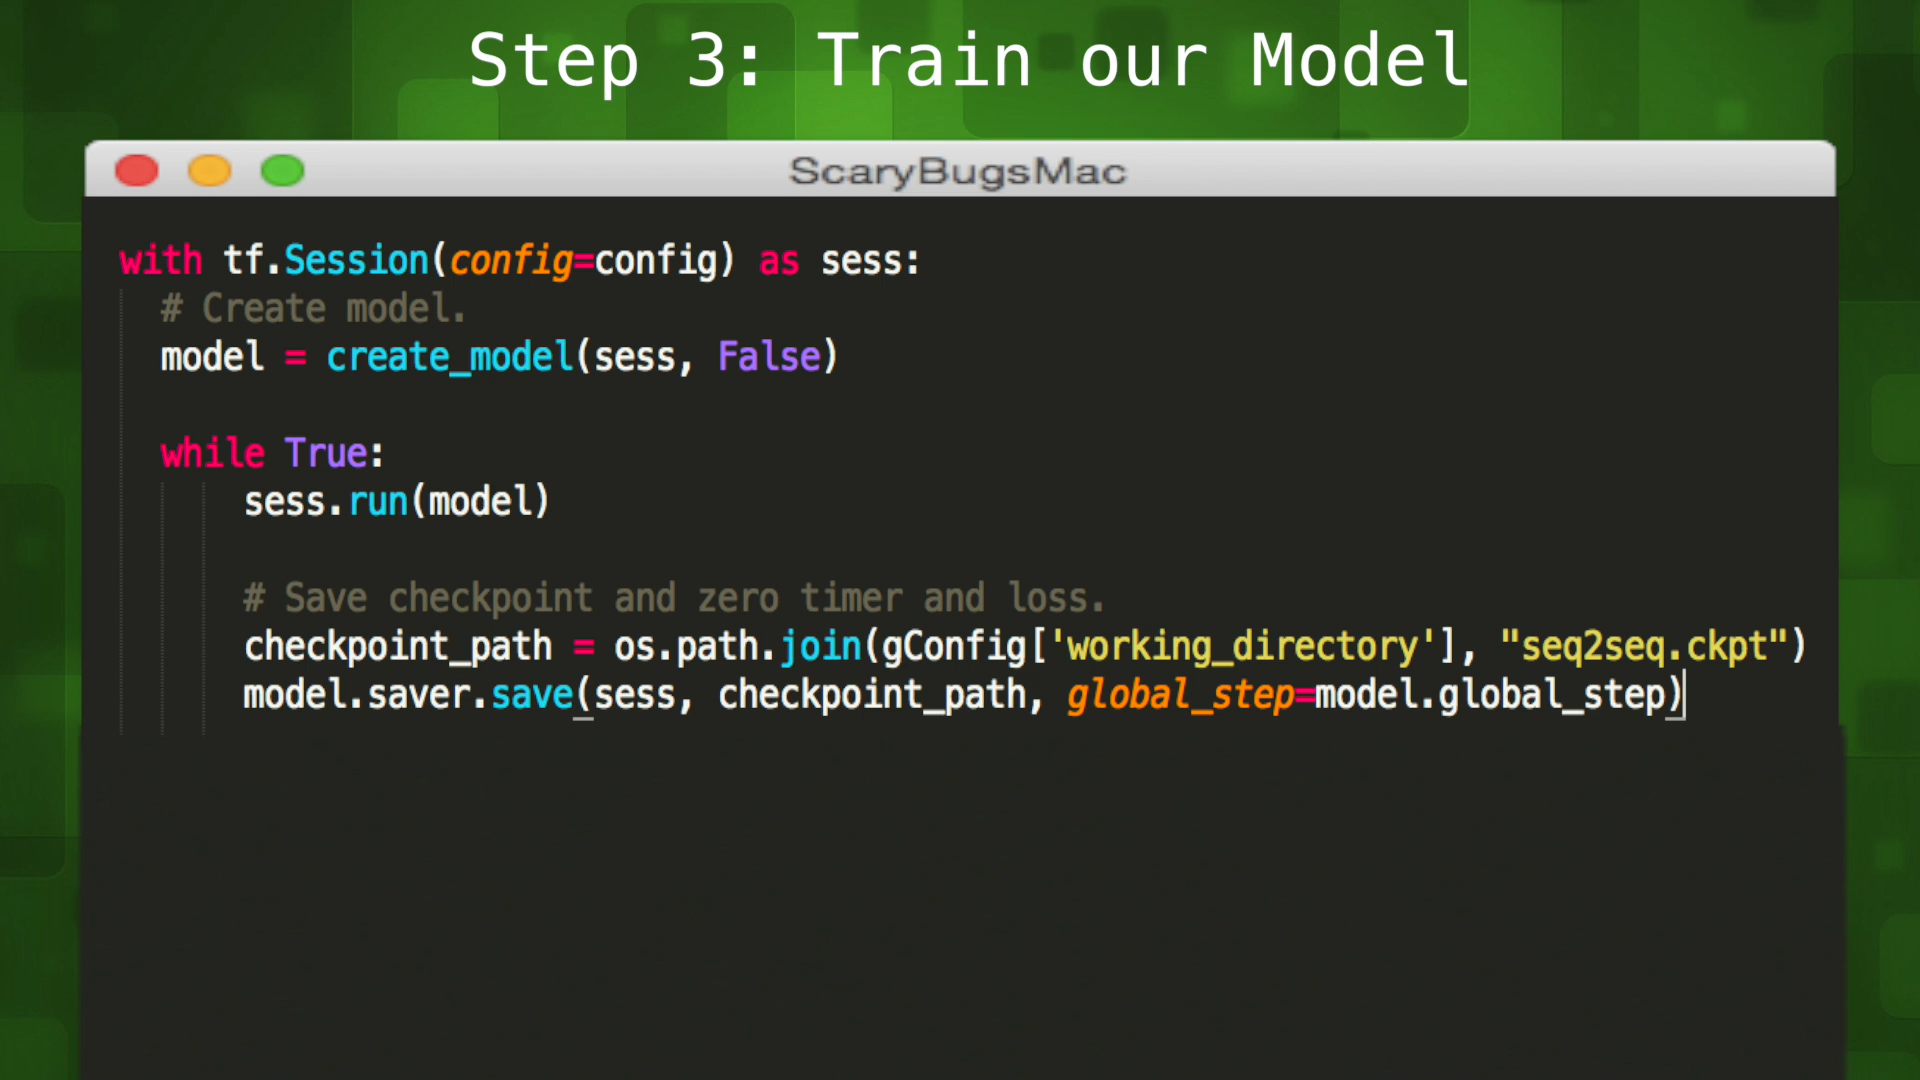 Step 3: Train our Model
ScaryBugsMac
with tf.Session(config=config) as sess:
# Create model.
model = create_model(sess, False)
while True:
sess.run(model)
# Save checkpoint and zero timer and loss.
checkpoint_path = os.path.join(gConfig['working_directory'], "seq2seq.ckpt")
model.saver.save(sess, checkpoint_path, global_step=model.global_step)